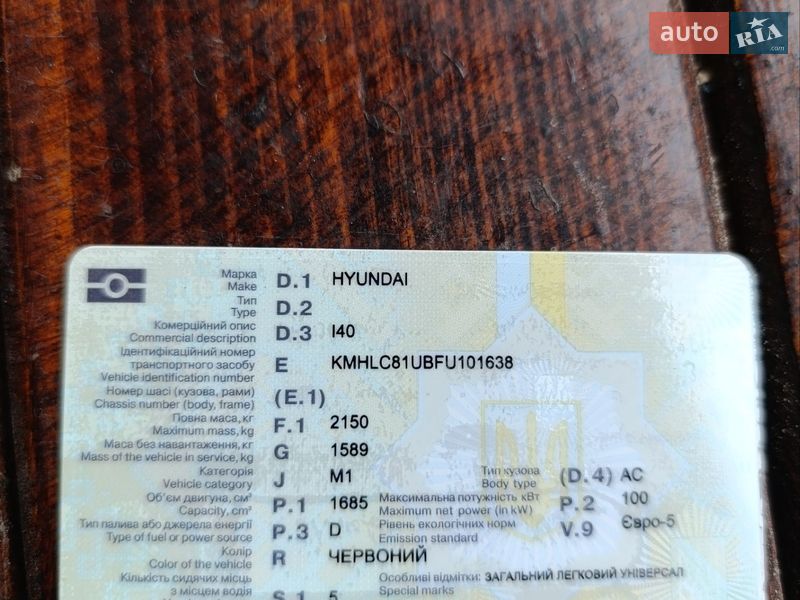 auto RIA .com
Марка
Make D.1 HYUNDAI
Тип
Type D.2
Комерційний опис
Commercial description D.3 I40
Ідентифікаційний номер
транспортного засобу
Vehicle identification number E KMHLC81UBFU101638
Номер шасі (кузова, рами)
Chassis number (body, frame) (E.1)
Повна маса, кг
Maximum mass, kg F.1 2150
Маса без навантаження, кг
Mass of the vehicle in service, kg G 1589
Категорія
Vehicle category J M1 Тип кузова
Body type (D.4) AC
Об'єм двигуна, см³
Capacity, cm³ P.1 1685 Максимальна потужність кВт
Maximum net power (in kW) P.2 100
Тип палива або джерела енергії
Type of fuel or power source P.3 D Рівень екологічних норм
Emission standard V.9 Євро-5
Колір
Color of the vehicle R ЧЕРВОНИЙ
Кількість сидячих місць
з місцем водія S.1 5 Особливі відмітки: ЗАГАЛЬНИЙ ЛЕГКОВИЙ УНІВЕРСАЛ
Special marks